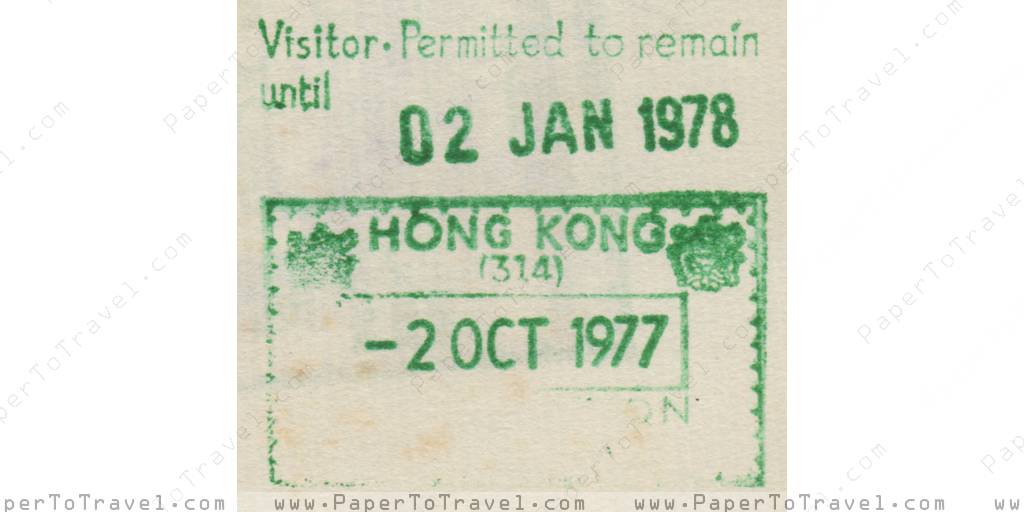 Visitor. Permitted to remain
until
02 JAN 1978
HONG KONG
(314)
-2 OCT 1977
www.PaperToTravel.com